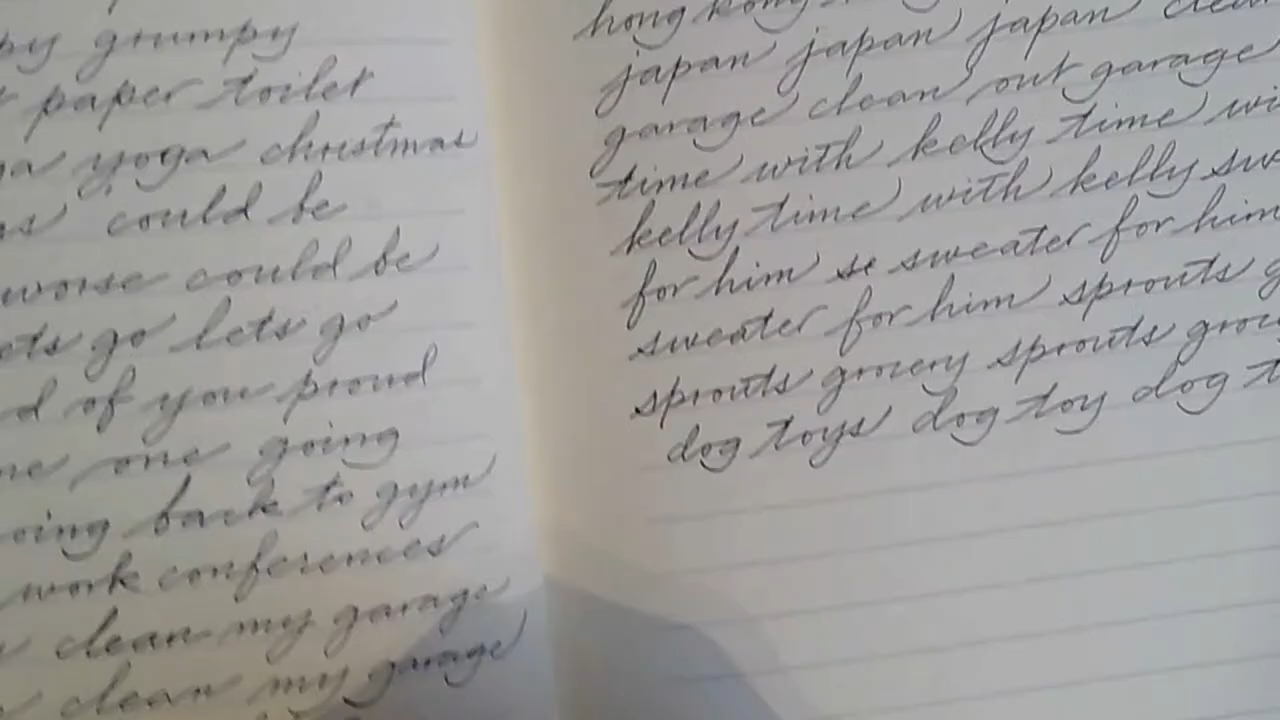 grumpy
paper toilet
yoga christmas
could be
worse could be
go lets go
of you proud
one going
back to gym
work conferences
clean my garage
clean my garage
hong kong
japan japan japan
garage clean out garage
time with kelly time
kelly time with kelly
for him se sweater for him
sweater for him sprouts
sprouts grocery sprouts
dog toys dog toy dog